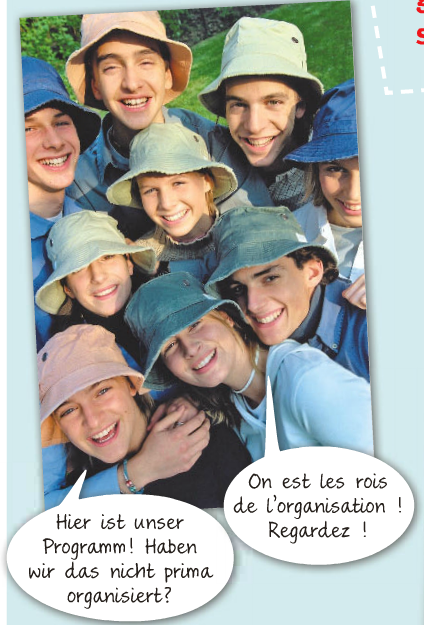 Hier ist unser
Programm! Haben
wir das nicht prima
organisiert?
On est les rois
de l'organisation !
Regardez !